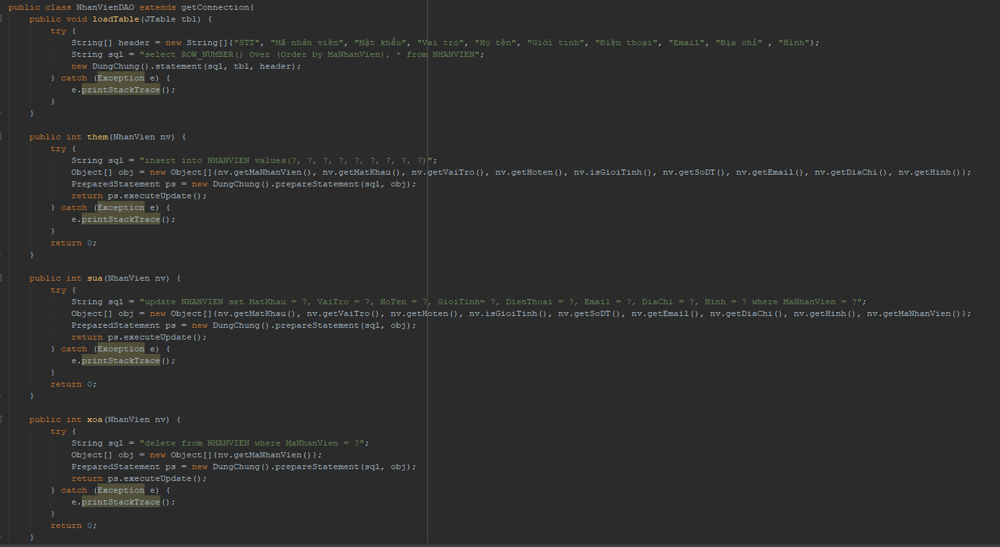 public class NhanVienDAO extends getConnection{
public void loadTable(JTable tbl) {
try {
String[] header = new String[]{"STT", "Mã nhân viên", "Mật khẩu", "Vai trò", "Họ tên", "Giới tính", "Điện thoại", "Email", "Địa chỉ" , "Hình"};
String sql = "select ROW_NUMBER() Over (Order by MaNhanVien), * from NHANVIEN";
new DungChung().statement(sql, tbl, header);
} catch (Exception e) {
e.printStackTrace();
}
}
public int them(NhanVien nv) {
try {
String sql = "insert into NHANVIEN values(?, ?, ?, ?, ?, ?, ?, ?, ?)";
Object[] obj = new Object[]{nv.getMaNhanVien(), nv.getMatKhau(), nv.getVaiTro(), nv.getHoten(), nv.isGioiTinh(), nv.getSoDT(), nv.getEmail(), nv.getDiaChi(), nv.getHinh()};
PreparedStatement ps = new DungChung().prepareStatement(sql, obj);
return ps.executeUpdate();
} catch (Exception e) {
e.printStackTrace();
}
return 0;
}
public int sua(NhanVien nv) {
try {
String sql = "update NHANVIEN set MatKhau = ?, VaiTro = ?, HoTen = ?, GioiTinh= ?, DienThoai = ?, Email = ?, DiaChi = ?, Hinh = ? where MaNhanVien = ?";
Object[] obj = new Object[]{nv.getMatKhau(), nv.getVaiTro(), nv.getHoten(), nv.isGioiTinh(), nv.getSoDT(), nv.getEmail(), nv.getDiaChi(), nv.getHinh(), nv.getMaNhanVien()};
PreparedStatement ps = new DungChung().prepareStatement(sql, obj);
return ps.executeUpdate();
} catch (Exception e) {
e.printStackTrace();
}
return 0;
}
public int xoa(NhanVien nv) {
try {
String sql = "delete from NHANVIEN where MaNhanVien = ?";
Object[] obj = new Object[]{nv.getMaNhanVien()};
PreparedStatement ps = new DungChung().prepareStatement(sql, obj);
return ps.executeUpdate();
} catch (Exception e) {
e.printStackTrace();
}
return 0;
}